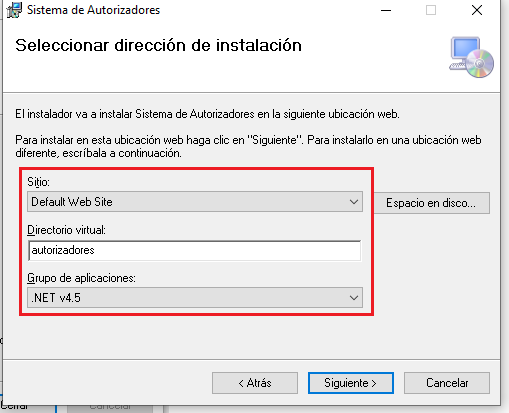 Sistema de Autorizadores
Seleccionar dirección de instalación
El instalador va a instalar Sistema de Autorizadores en la siguiente ubicación web.
Para instalar en esta ubicación web haga clic en "Siguiente". Para instalarlo en una ubicación web
diferente, escríbala a continuación.
Sitio:
Default Web Site
Espacio en disco...
Directorio virtual:
autorizadores
Grupo de aplicaciones:
.NET v4.5
< Atrás
Siguiente >
Cancelar
Cerrar
Cancelar